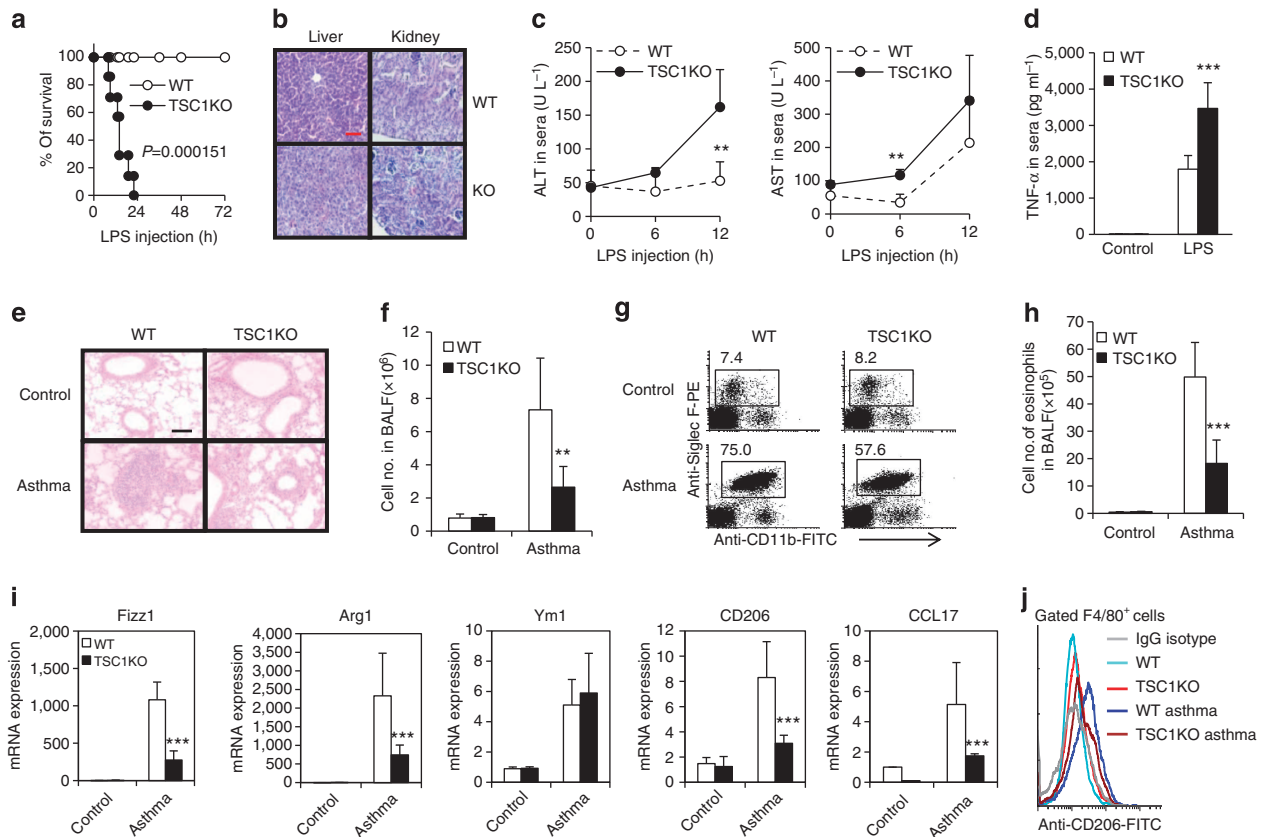 a
100
80
60
40
20
0
% Of survival
WT
TSC1KO
P=0.000151
0 24 48 72
LPS injection (h)
b
Liver Kidney
WT
KO
c
250
200
150
100
50
0
ALT in sera (U L−1)
WT
TSC1KO
**
0 6 12
LPS injection (h)
500
400
300
200
100
0
AST in sera (U L−1)
WT
TSC1KO
**
0 6 12
LPS injection (h)
d
5,000
4,000
3,000
2,000
1,000
0
TNF-α in sera (pg ml−1)
WT
TSC1KO
***
Control LPS
e
WT TSC1KO
Control
Asthma
f
12
10
8
6
4
2
0
Cell no. in BALF(×10⁶)
WT
TSC1KO
**
Control Asthma
g
WT TSC1KO
Control
7.4 8.2
Asthma
75.0 57.6
Anti-Siglec F-PE
Anti-CD11b-FITC
h
70
60
50
40
30
20
10
0
Cell no.of eosinophils
in BALF(×10⁵)
WT
TSC1KO
***
Control Asthma
i
Fizz1
2,000
1,500
1,000
500
0
mRNA expression
WT
TSC1KO
***
Control Asthma
Arg1
4,000
3,500
3,000
2,500
2,000
1,500
1,000
500
0
mRNA expression
***
Control Asthma
Ym1
10
8
6
4
2
0
mRNA expression
Control Asthma
CD206
10
8
6
4
2
0
mRNA expression
***
Control Asthma
CCL17
10
8
6
4
2
0
mRNA expression
***
Control Asthma
j
Gated F4/80⁺ cells
IgG isotype
WT
TSC1KO
WT asthma
TSC1KO asthma
Anti-CD206-FITC